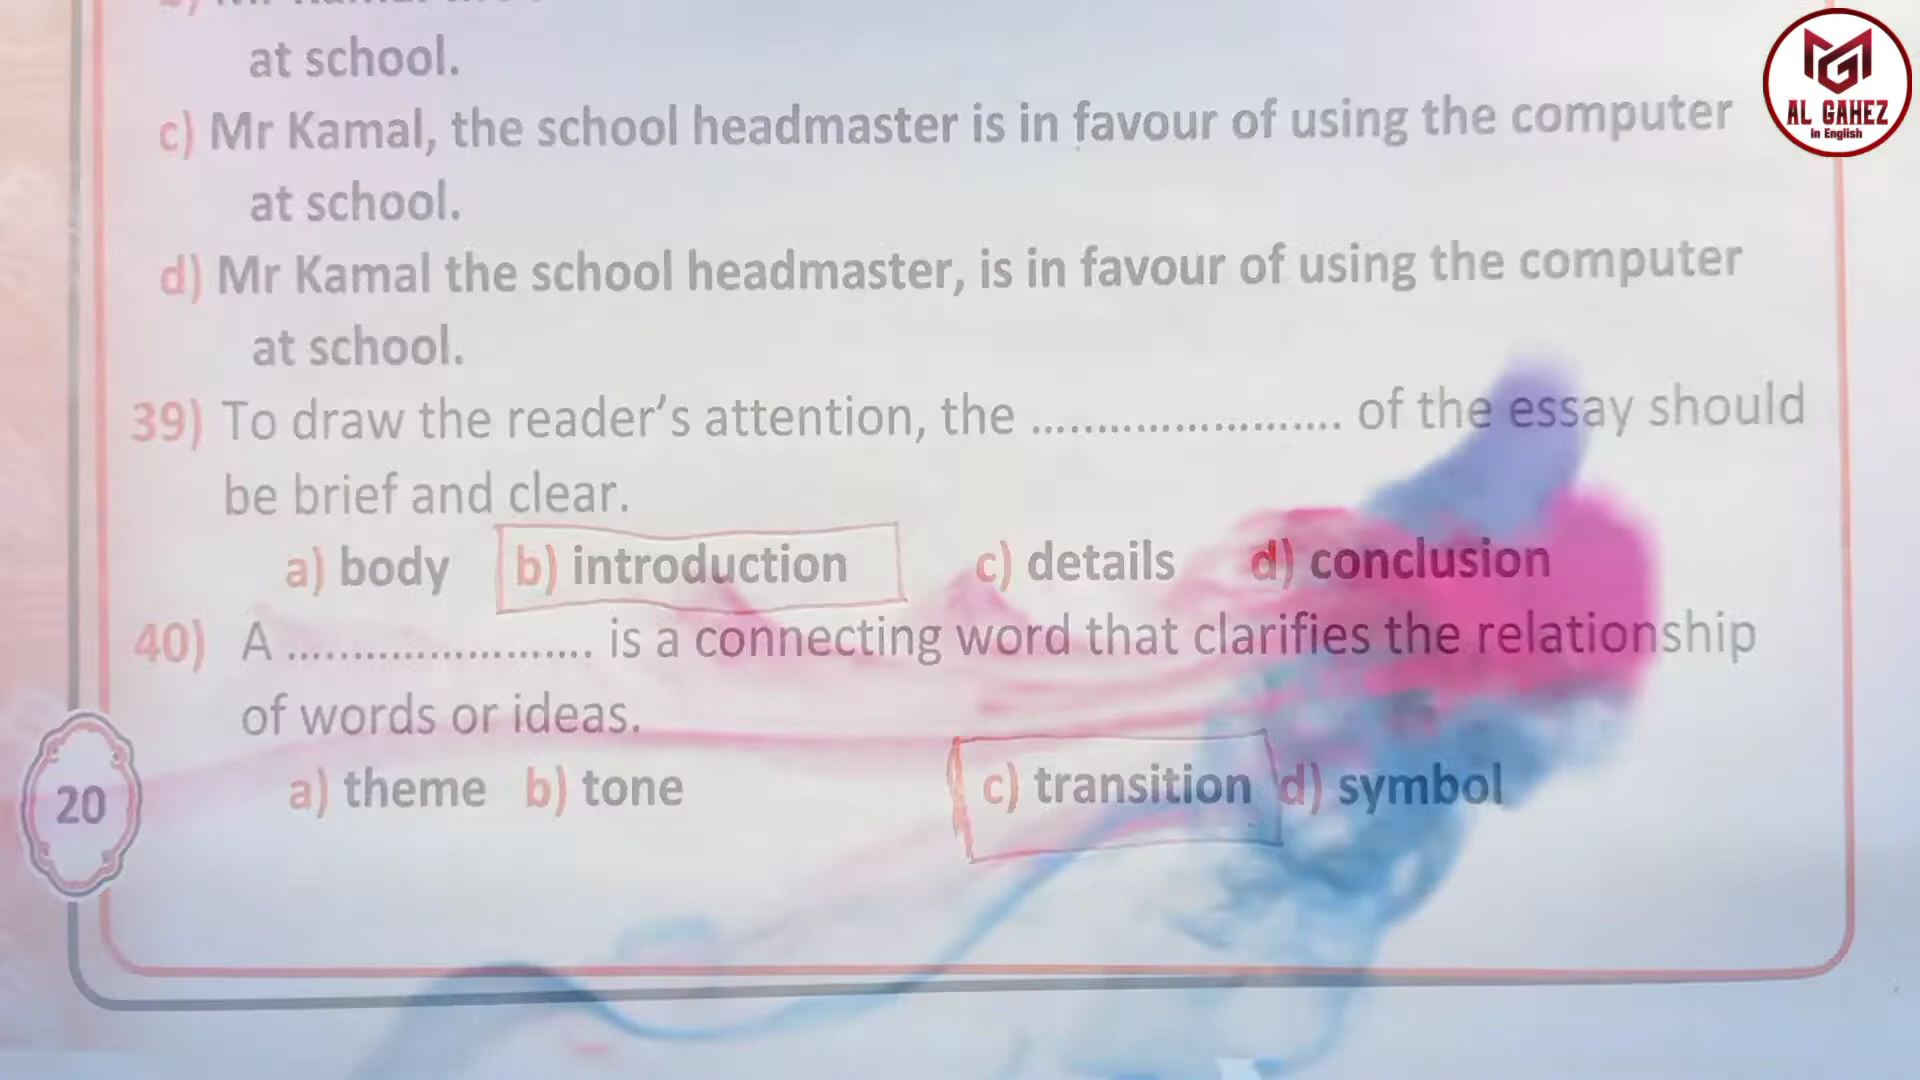 at school.
c) Mr Kamal, the school headmaster is in favour of using the computer
at school.
d) Mr Kamal the school headmaster, is in favour of using the computer
at school.
39) To draw the reader's attention, the ........................ of the essay should
be brief and clear.
a) body b) introduction c) details d) conclusion
40) A ........................ is a connecting word that clarifies the relationship
of words or ideas.
a) theme b) tone c) transition d) symbol
20
AL GAHEZ
in English